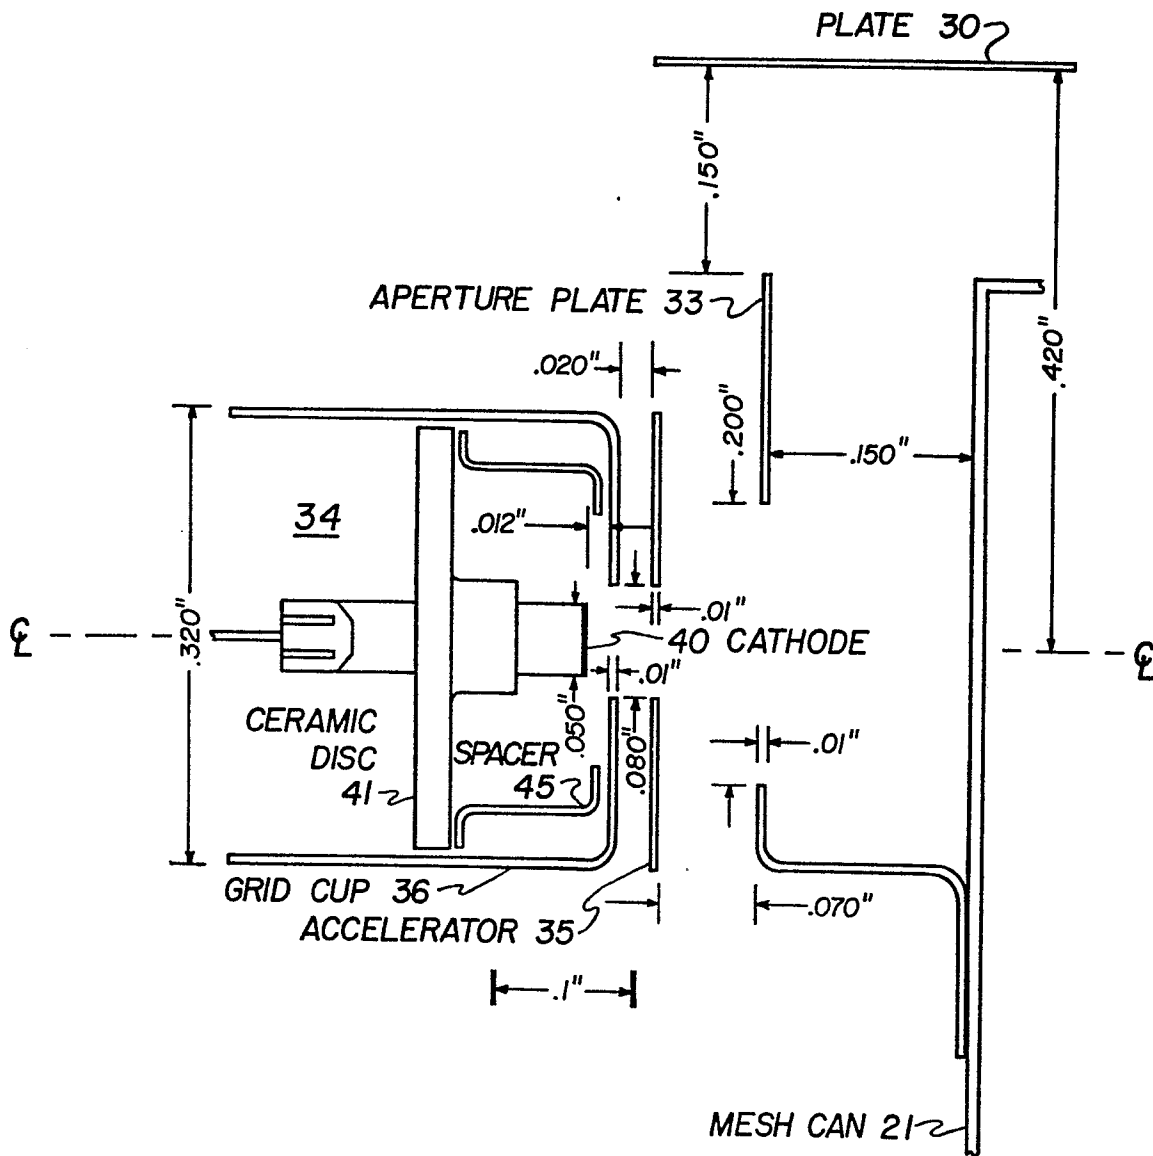 PLATE 30
.150"
APERTURE PLATE 33
.420"
.020"
.200"
.150"
34
.012"
.320"
.01"
℄ ℄
40 CATHODE
.01"
CERAMIC
DISC
41
SPACER
45
.050"
.080"
.01"
GRID CUP 36
.070"
ACCELERATOR 35
.1"
MESH CAN 21